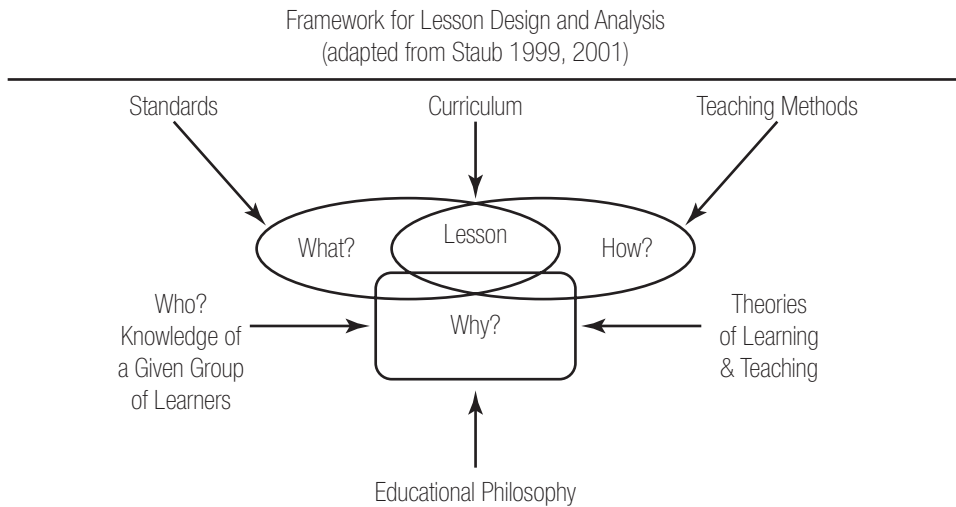 Framework for Lesson Design and Analysis
(adapted from Staub 1999, 2001)
Standards
Curriculum
Teaching Methods
What?
Lesson
How?
Who?
Knowledge of
a Given Group
of Learners
Why?
Theories
of Learning
& Teaching
Educational Philosophy